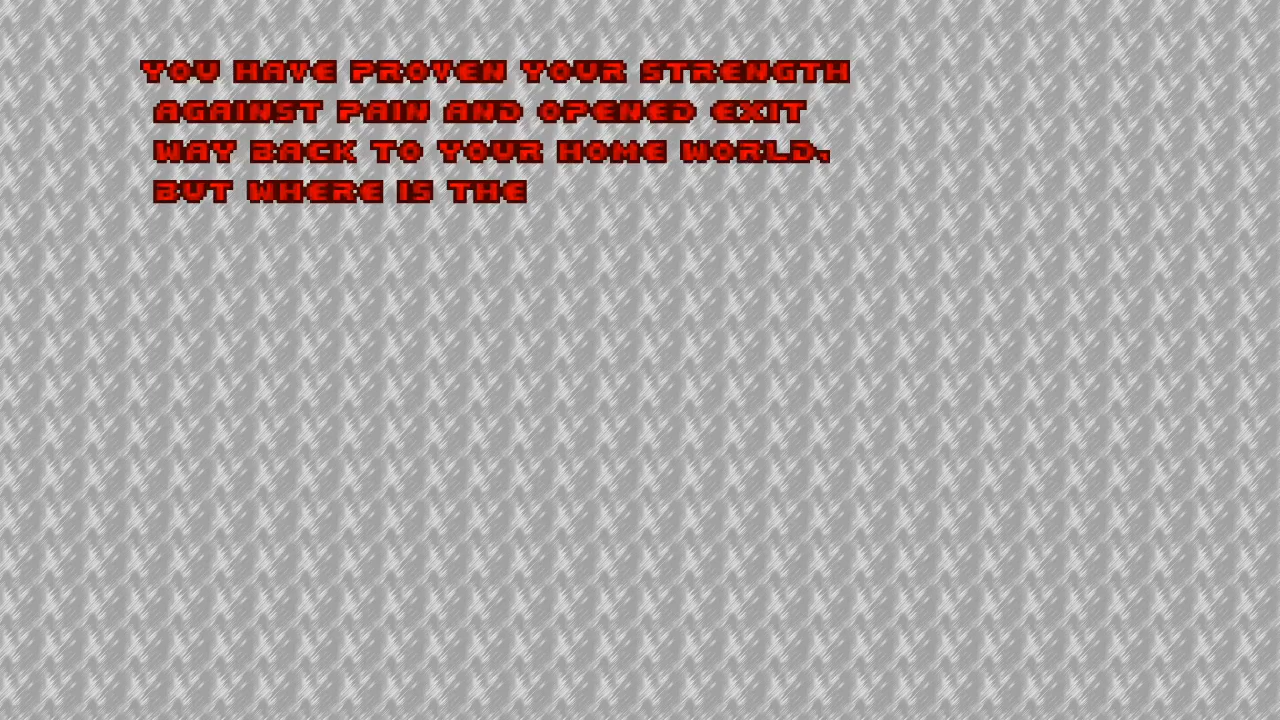 YOU HAVE PROVEN YOUR STRENGTH
AGAINST PAIN AND OPENED EXIT
WAY BACK TO YOUR HOME WORLD,
BUT WHERE IS THE